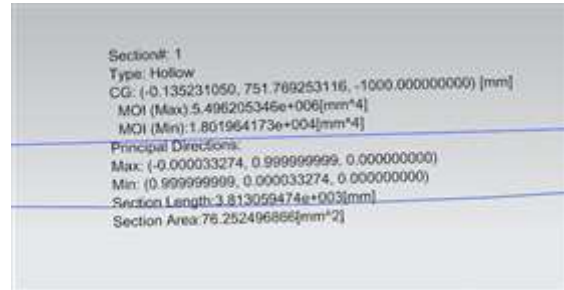 Section#: 1
Type: Hollow
CG: (-0.135231050, 751.769253116, -1000.000000000) [mm]
MOI (Max):5.496205346e+006[mm^4]
MOI (Min):1.801964173e+004[mm^4]
Principal Directions:
Max: (-0.000033274, 0.999999999, 0.000000000)
Min: (0.999999999, 0.000033274, 0.000000000)
Section Length:3.813059474e+003[mm]
Section Area:76.252496866[mm^2]